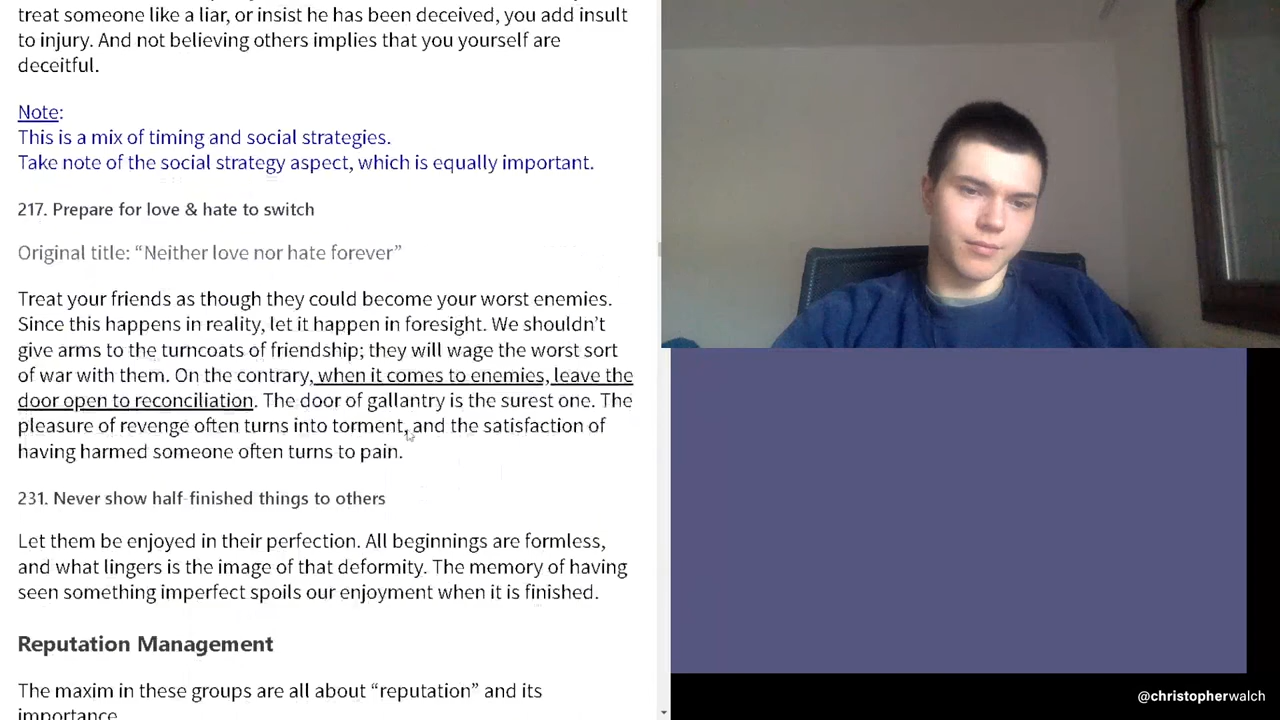 treat someone like a liar, or insist he has been deceived, you add insult
to injury. And not believing others implies that you yourself are
deceitful.
Note:
This is a mix of timing and social strategies.
Take note of the social strategy aspect, which is equally important.
217. Prepare for love & hate to switch
Original title: “Neither love nor hate forever”
Treat your friends as though they could become your worst enemies.
Since this happens in reality, let it happen in foresight. We shouldn’t
give arms to the turncoats of friendship; they will wage the worst sort
of war with them. On the contrary, when it comes to enemies, leave the
door open to reconciliation. The door of gallantry is the surest one. The
pleasure of revenge often turns into torment, and the satisfaction of
having harmed someone often turns to pain.
231. Never show half-finished things to others
Let them be enjoyed in their perfection. All beginnings are formless,
and what lingers is the image of that deformity. The memory of having
seen something imperfect spoils our enjoyment when it is finished.
Reputation Management
The maxim in these groups are all about “reputation” and its
importance
@christopherwalch